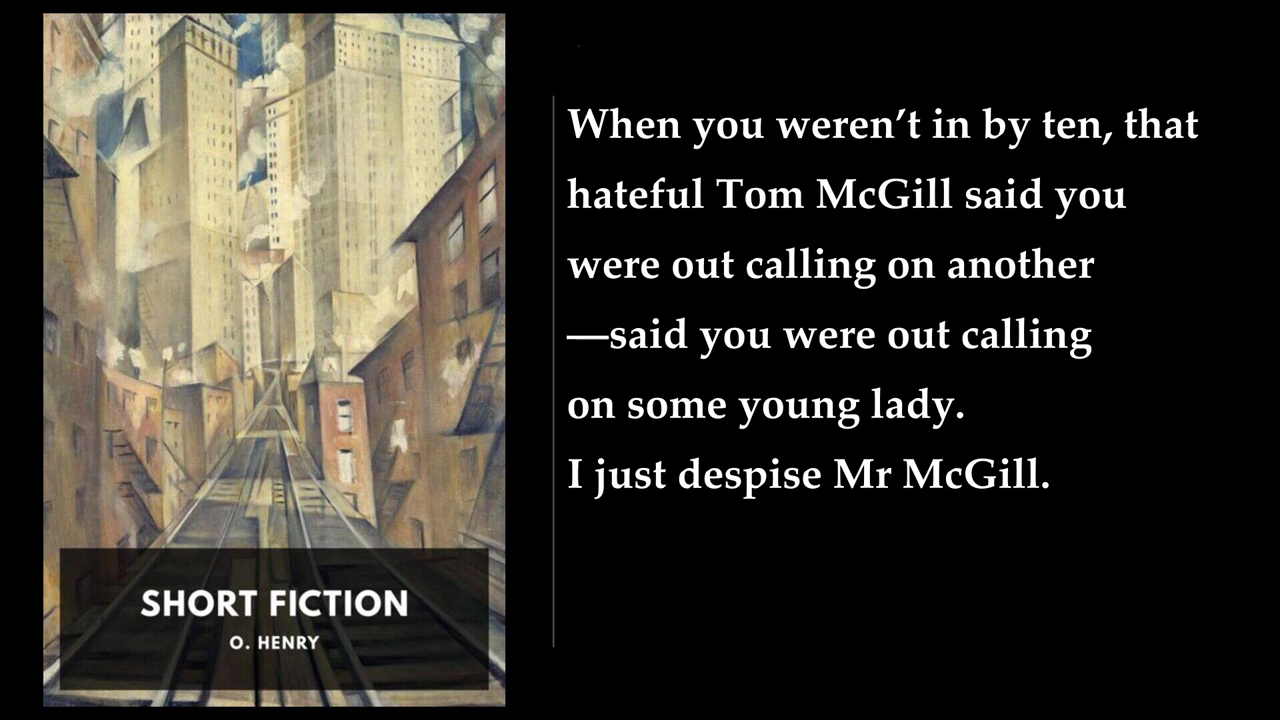 When you weren’t in by ten, that
hateful Tom McGill said you
were out calling on another
—said you were out calling
on some young lady.
I just despise Mr McGill.
SHORT FICTION
O. HENRY